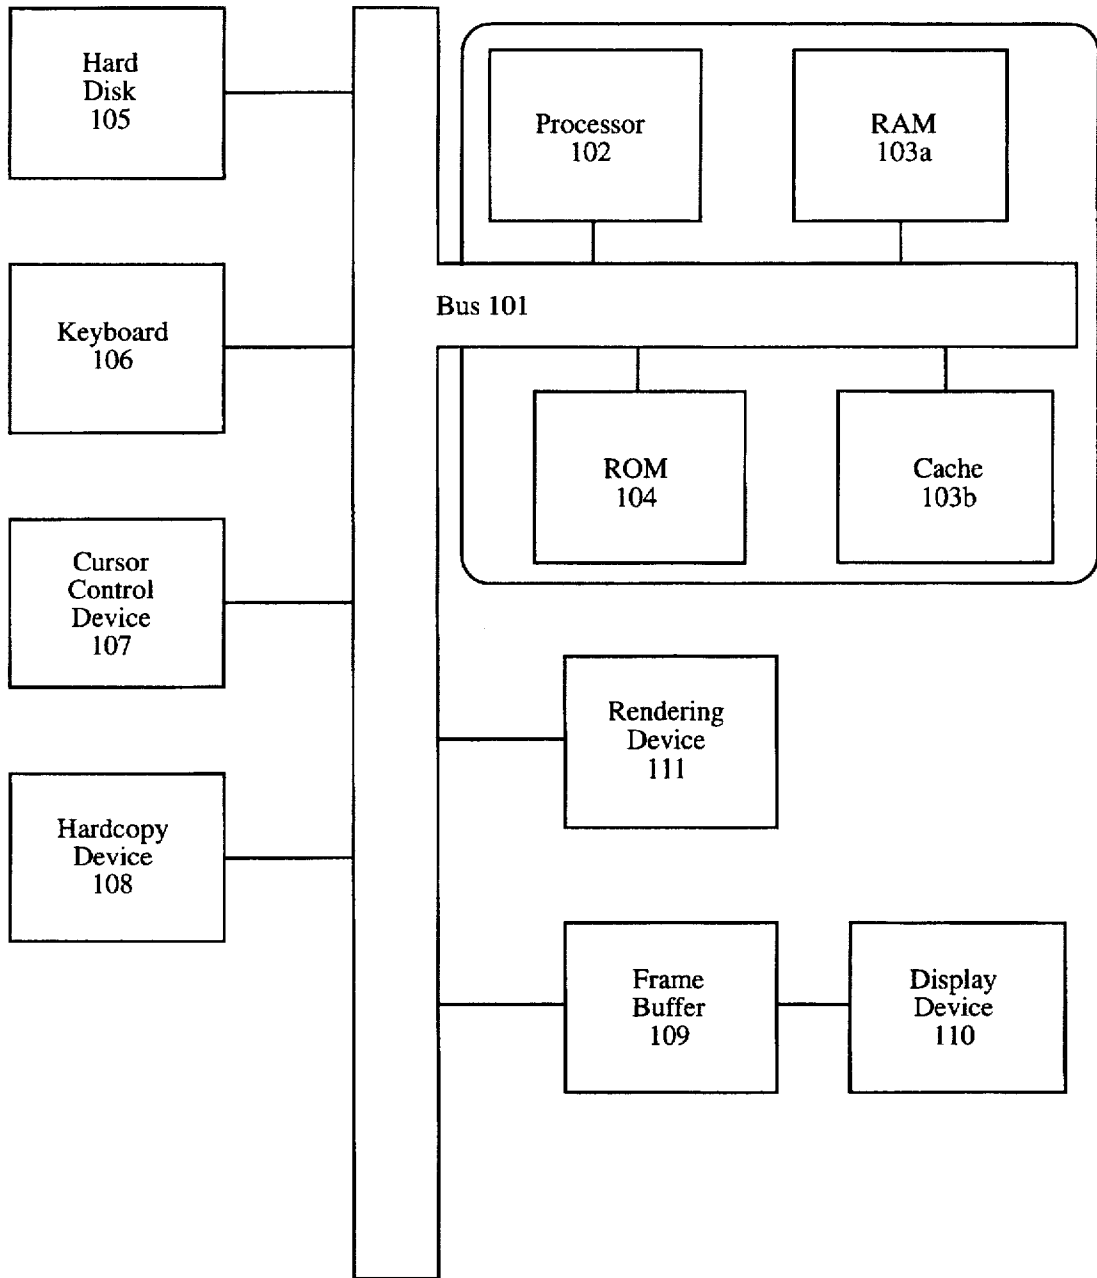 Hard
Disk
105
Processor
102
RAM
103a
Bus 101
Keyboard
106
ROM
104
Cache
103b
Cursor
Control
Device
107
Rendering
Device
111
Hardcopy
Device
108
Frame
Buffer
109
Display
Device
110